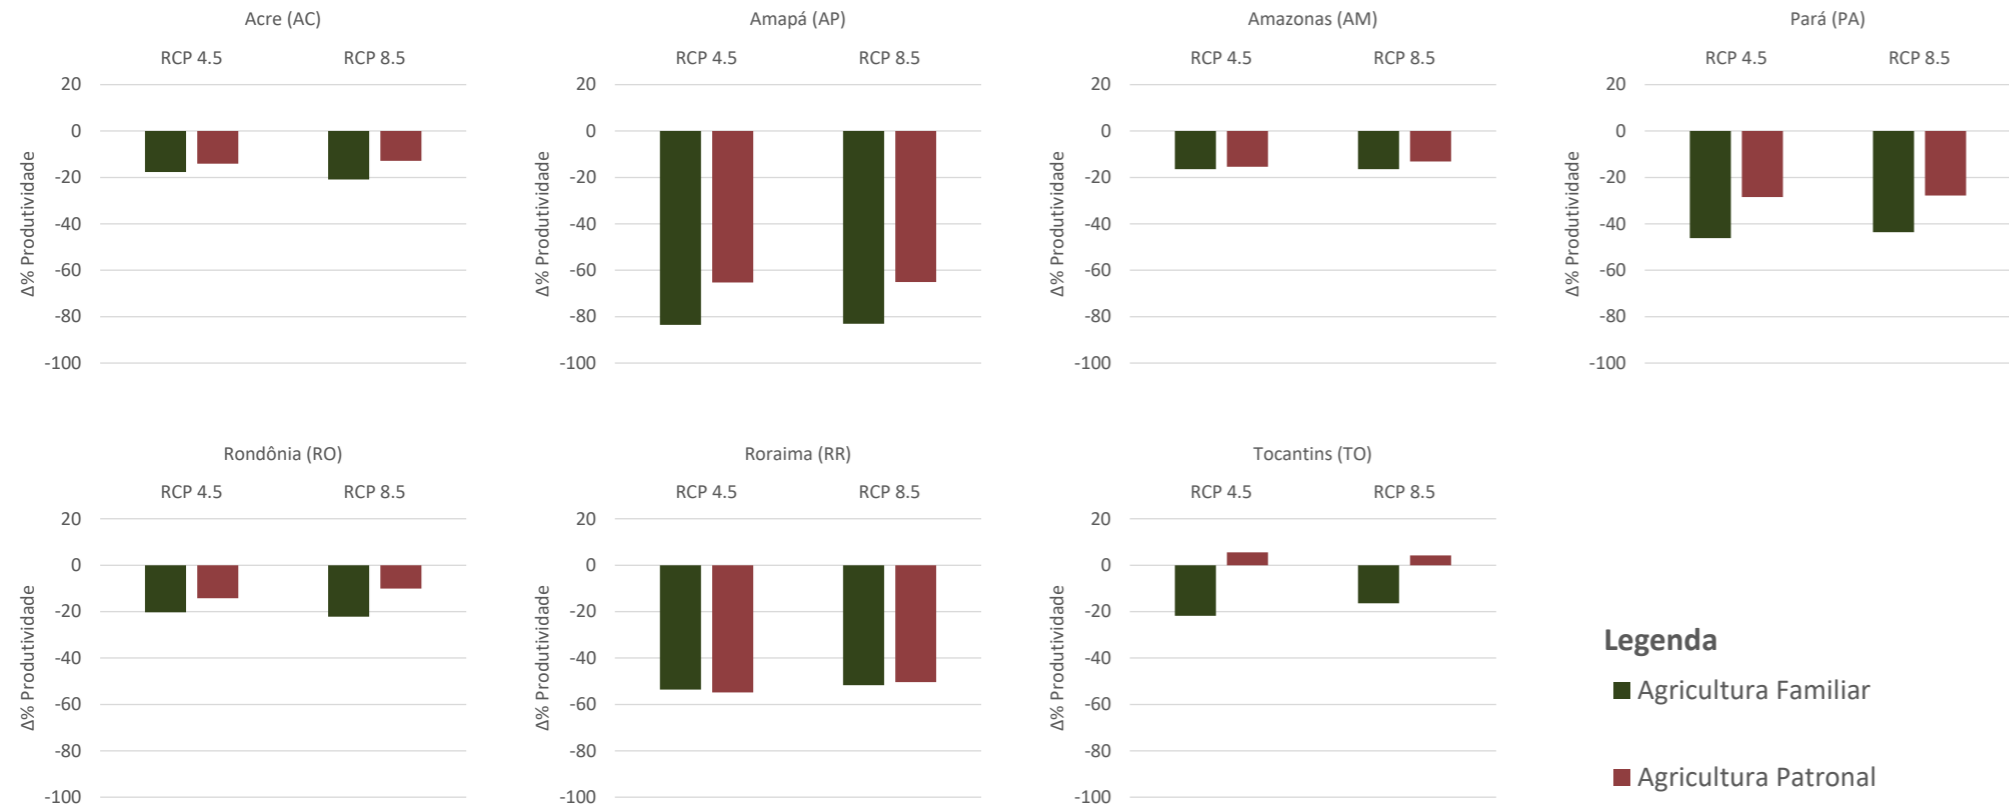 Acre (AC)
RCP 4.5 RCP 8.5
Δ% Produtividade
20
0
-20
-40
-60
-80
-100
Amapá (AP)
RCP 4.5 RCP 8.5
Δ% Produtividade
20
0
-20
-40
-60
-80
-100
Amazonas (AM)
RCP 4.5 RCP 8.5
Δ% Produtividade
20
0
-20
-40
-60
-80
-100
Pará (PA)
RCP 4.5 RCP 8.5
Δ% Produtividade
20
0
-20
-40
-60
-80
-100
Rondônia (RO)
RCP 4.5 RCP 8.5
Δ% Produtividade
20
0
-20
-40
-60
-80
-100
Roraima (RR)
RCP 4.5 RCP 8.5
Δ% Produtividade
20
0
-20
-40
-60
-80
-100
Tocantins (TO)
RCP 4.5 RCP 8.5
Δ% Produtividade
20
0
-20
-40
-60
-80
-100
Legenda
Agricultura Familiar
Agricultura Patronal